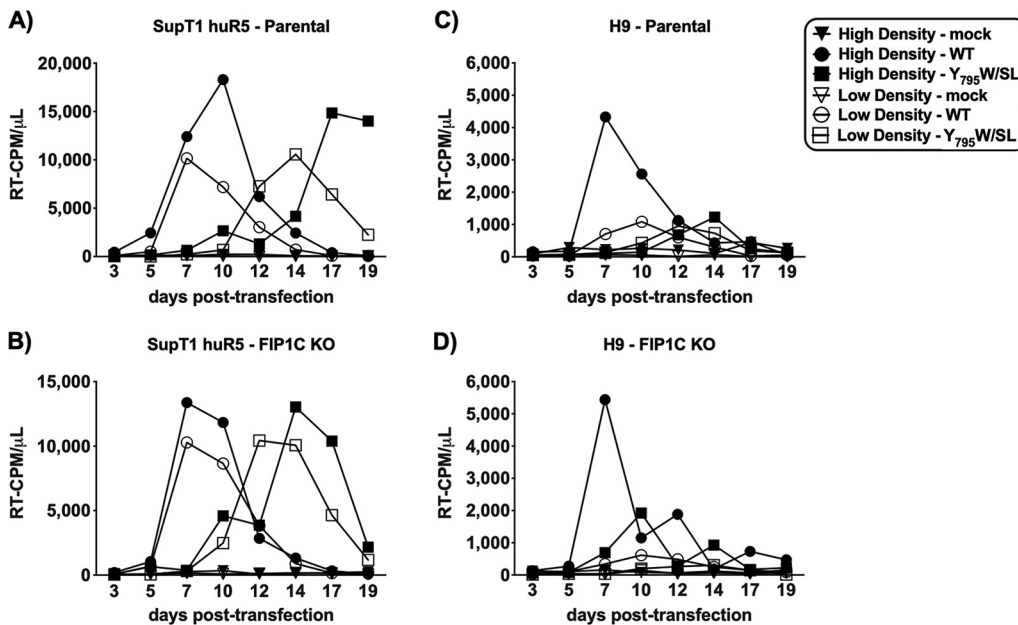 A)
SupT1 huR5 - Parental
RT-CPM/μL
20,000
15,000
10,000
5,000
0
3 5 7 10 12 14 17 19
days post-transfection
C)
H9 - Parental
RT-CPM/μL
6,000
5,000
4,000
3,000
2,000
1,000
0
3 5 7 10 12 14 17 19
days post-transfection
High Density - mock
High Density - WT
High Density - Y795W/SL
Low Density - mock
Low Density - WT
Low Density - Y795W/SL
B)
SupT1 huR5 - FIP1C KO
RT-CPM/μL
15,000
10,000
5,000
0
3 5 7 10 12 14 17 19
days post-transfection
D)
H9 - FIP1C KO
RT-CPM/μL
6,000
5,000
4,000
3,000
2,000
1,000
0
3 5 7 10 12 14 17 19
days post-transfection